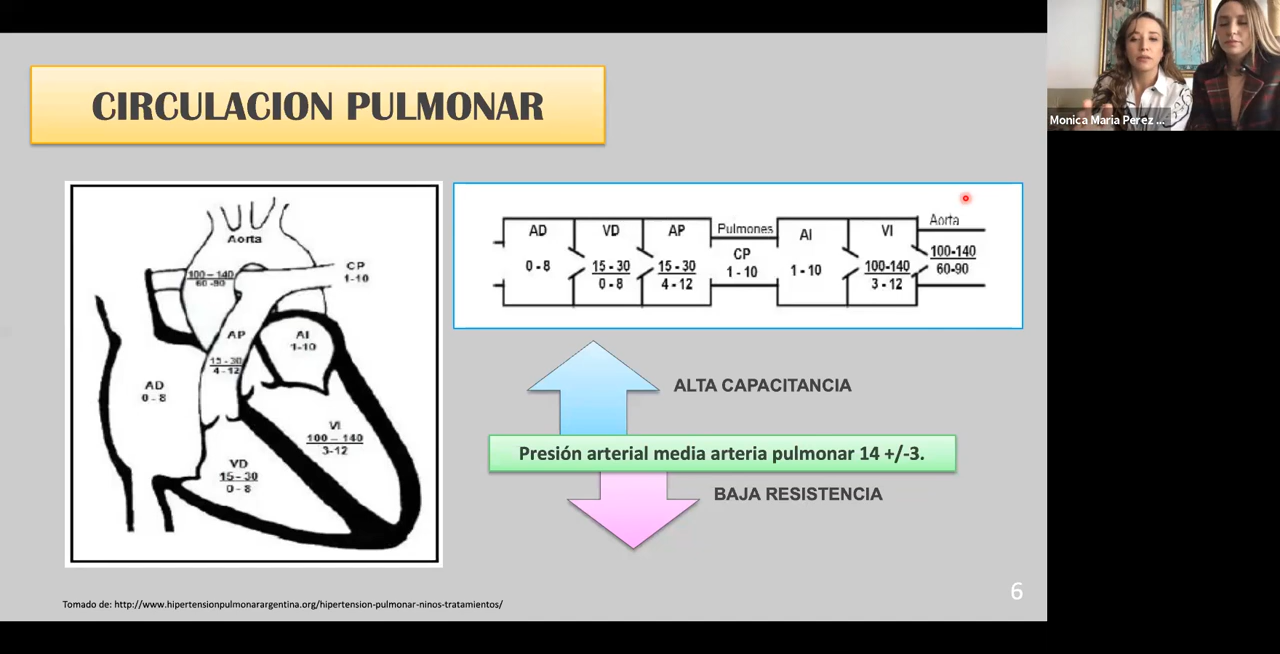 CIRCULACION PULMONAR
Monica Maria Perez ...
Aorta
100 - 140
60 - 90
CP
1-10
AP
15 - 30
4 - 12
AI
1-10
AD
0 - 8
VI
100 - 140
3-12
VD
15 - 30
0 - 8
AD
0 - 8
VD
15 - 30
0 - 8
AP
15 - 30
4 - 12
Pulmones
CP
1 - 10
AI
1 - 10
VI
100-140
3 - 12
Aorta
100-140
60-90
ALTA CAPACITANCIA
Presión arterial media arteria pulmonar 14 +/-3.
BAJA RESISTENCIA
6
Tomado de: http://www.hipertensionpulmonarargentina.org/hipertension-pulmonar-ninos-tratamientos/